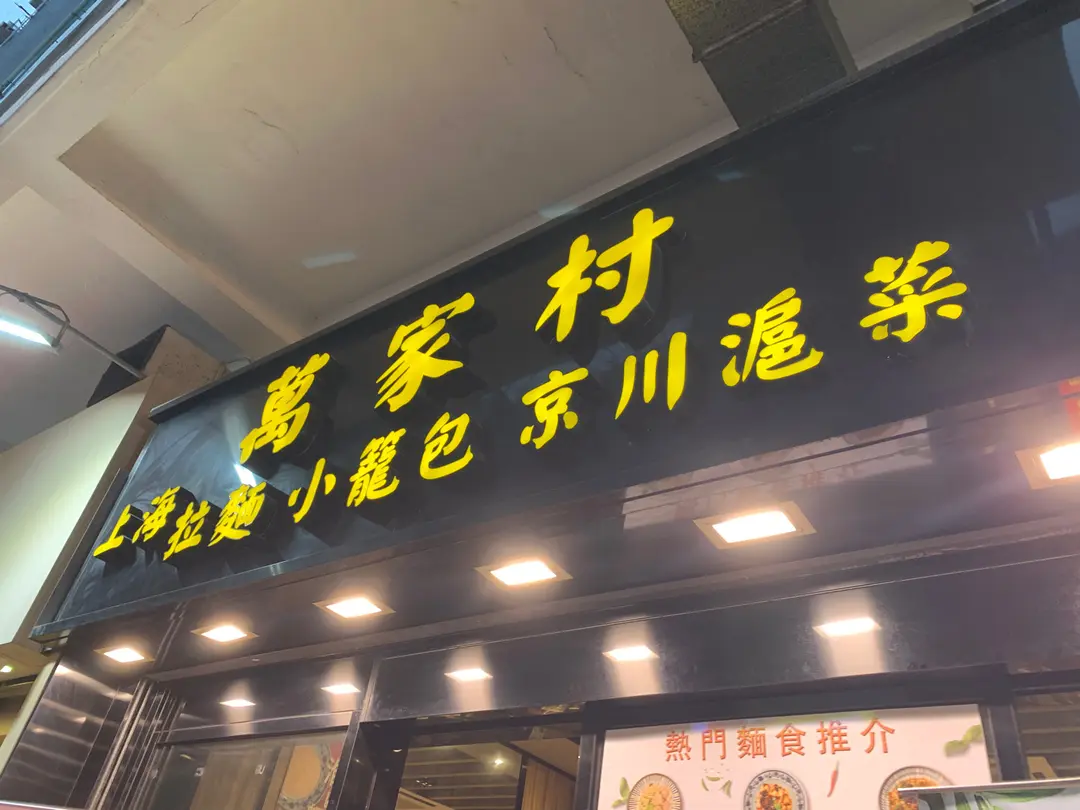 萬家村
上海拉麵 小籠包 京川滬菜
熱門麵食推介